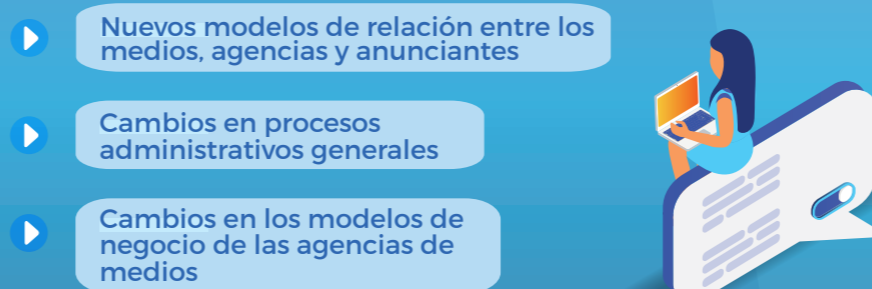 Nuevos modelos de relación entre los
medios, agencias y anunciantes
Cambios en procesos
administrativos generales
Cambios en los modelos de
negocio de las agencias de
medios